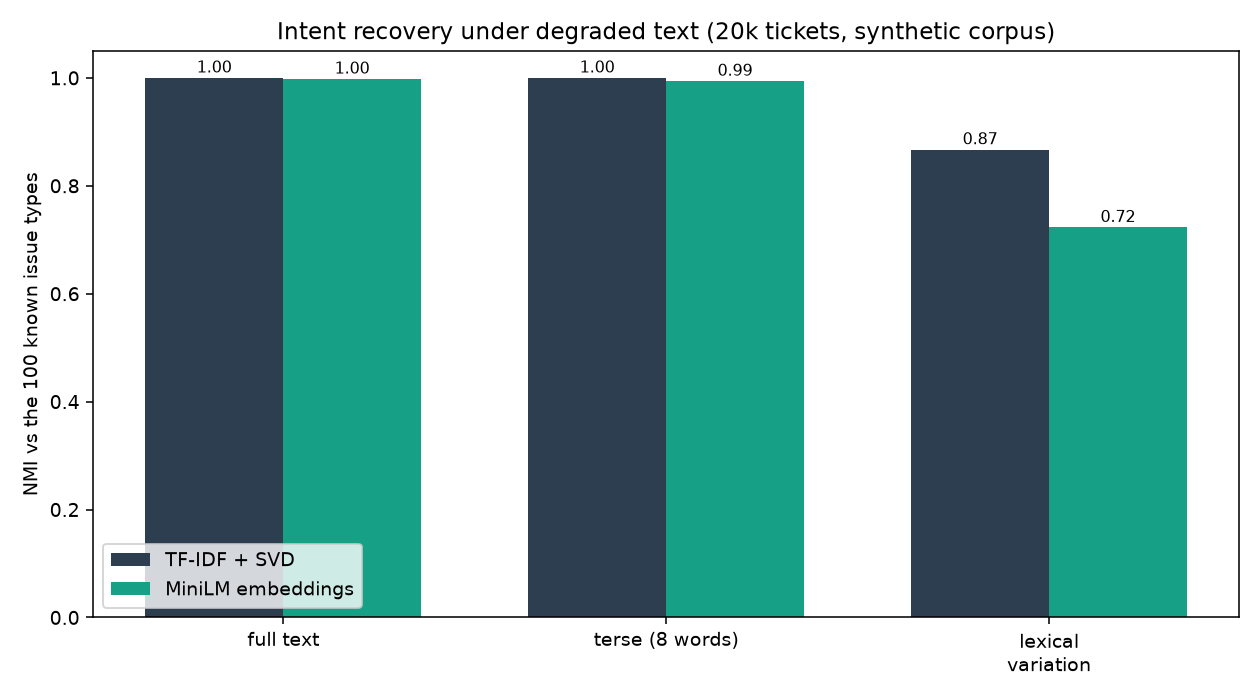 Intent recovery under degraded text (20k tickets, synthetic corpus)
NMI vs the 100 known issue types
1.0
0.8
0.6
0.4
0.2
0.0
1.00
1.00
1.00
0.99
0.87
0.72
TF-IDF + SVD
MiniLM embeddings
full text
terse (8 words)
lexical
variation